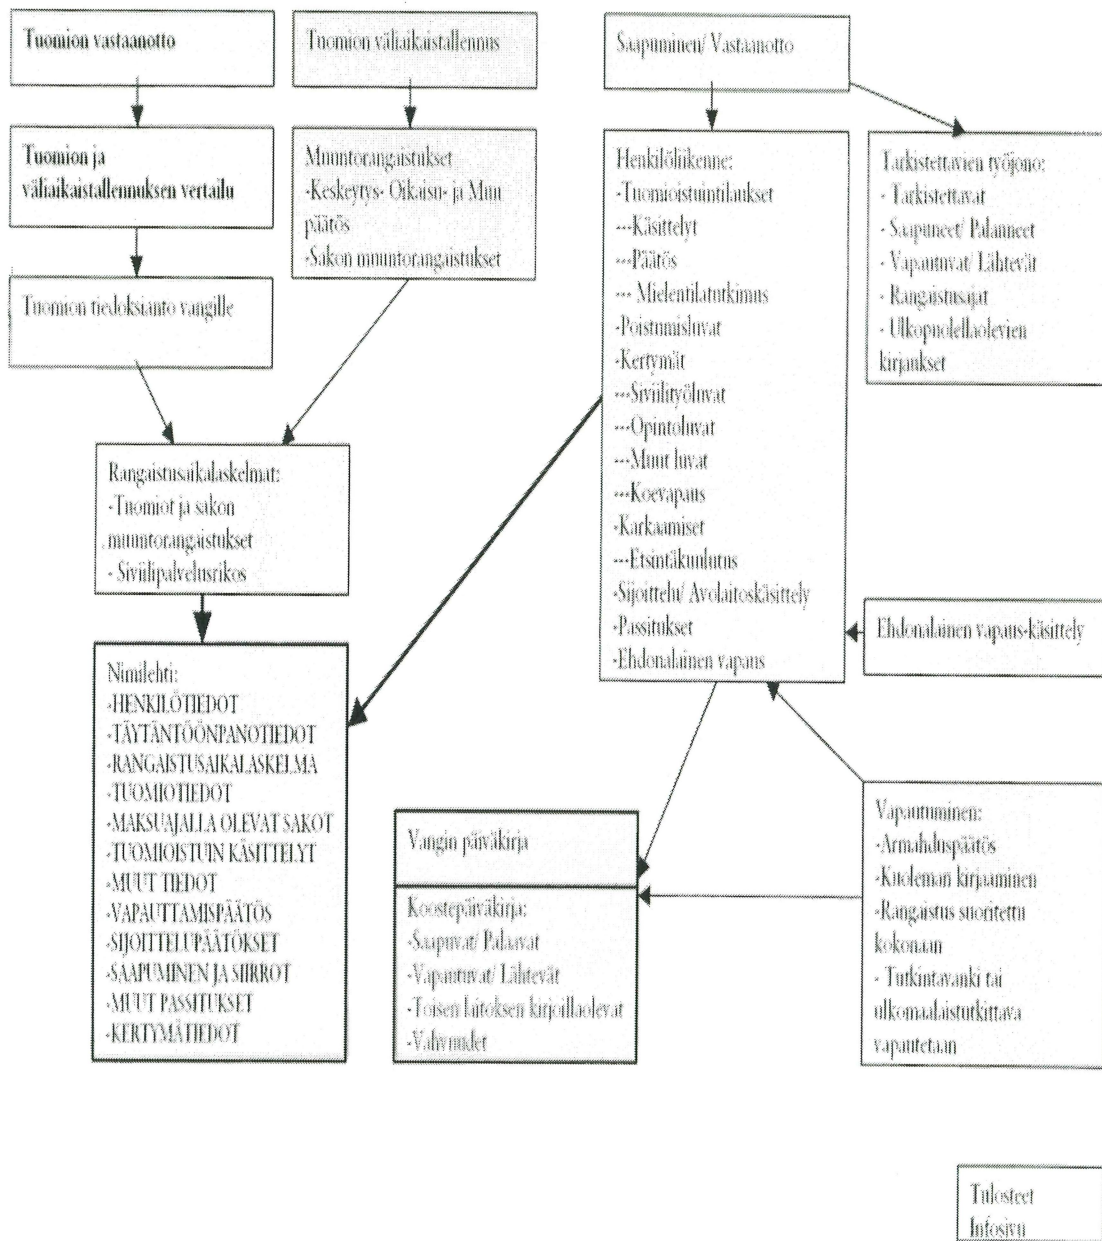 Tuomion vastaanotto
Tuomion väliaikaistallennus
Saapuminen/ Vastaanotto
Tuomion ja
väliaikaistallennuksen vertailu
Muuntorangaistukset
-Keskeytys- Oikaisu- ja Muu
päätös
-Sakon muuntorangaistukset
Henkilöliikenne:
-Tuomioistuintilaukset
---Käsittelyt
---Päätös
--- Mielentilatutkimus
-Poistumisluvat
-Kertymät
---Siviilityöluvat
---Opintoluvat
---Muut luvat
---Koevapaus
-Karkaamiset
---Etsintäkuulutus
-Sijoittelu/ Avolaitoskäsittely
-Passitukset
-Ehdonalainen vapaus
Tarkistettavien työjono:
- Tarkistettavat
- Saapuneet/ Palanneet
- Vapautuvat/ Lähtevät
- Rangaistusajat
- Ulkopuolellaolevien
kirjaukset
Tuomion tiedoksianto vangille
Rangaistusaikalaskelmat:
-Tuomiot ja sakon
muuntorangaistukset
- Siviilipalvelusrikos
Ehdonalainen vapaus-käsittely
Nimilehti:
-HENKILÖTIEDOT
-TÄYTÄNTÖÖNPANOTIEDOT
-RANGAISTUSAIKALASKELMA
-TUOMIOTIEDOT
-MAKSUAJALLA OLEVAT SAKOT
-TUOMIOISTUIN KÄSITTELYT
-MUUT TIEDOT
-VAPAUTTAMISPÄÄTÖS
-SIJOITTELUPÄÄTÖKSET
-SAAPUMINEN JA SIIRROT
-MUUT PASSITUKSET
-KERTYMÄTIEDOT
Vangin päiväkirja
Koostepäiväkirja:
-Saapuvat/ Palaavat
-Vapautuvat/ Lähtevät
-Toisen laitoksen kirjoillaolevat
-Vahvuudet
Vapautuminen:
-Armahduspäätös
-Kuoleman kirjaaminen
-Rangaistus suoritettu
kokonaan
- Tutkintavanki tai
ulkomaalaistutkittava
vapautetaan
Tulosteet
Infosivu